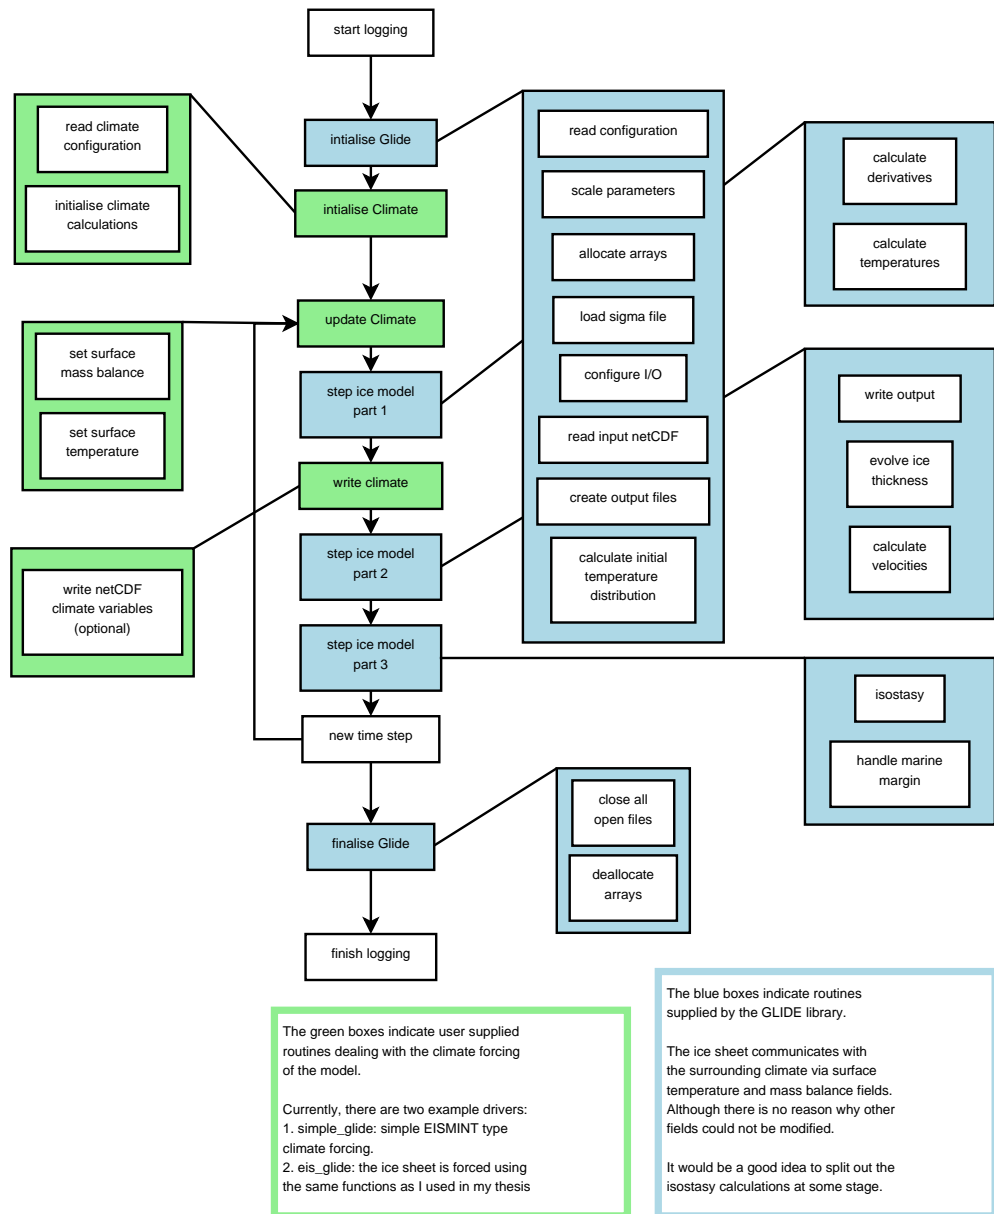 start logging
read climate
configuration
initialise climate
calculations
intialise Glide
intialise Climate
read configuration
scale parameters
allocate arrays
load sigma file
configure I/O
read input netCDF
create output files
calculate initial
temperature
distribution
calculate
derivatives
calculate
temperatures
set surface
mass balance
set surface
temperature
update Climate
step ice model
part 1
write climate
step ice model
part 2
step ice model
part 3
new time step
write netCDF
climate variables
(optional)
write output
evolve ice
thickness
calculate
velocities
isostasy
handle marine
margin
close all
open files
deallocate
arrays
finalise Glide
finish logging
The green boxes indicate user supplied
routines dealing with the climate forcing
of the model.
Currently, there are two example drivers:
1. simple_glide: simple EISMINT type
climate forcing.
2. eis_glide: the ice sheet is forced using
the same functions as I used in my thesis
The blue boxes indicate routines
supplied by the GLIDE library.
The ice sheet communicates with
the surrounding climate via surface
temperature and mass balance fields.
Although there is no reason why other
fields could not be modified.
It would be a good idea to split out the
isostasy calculations at some stage.